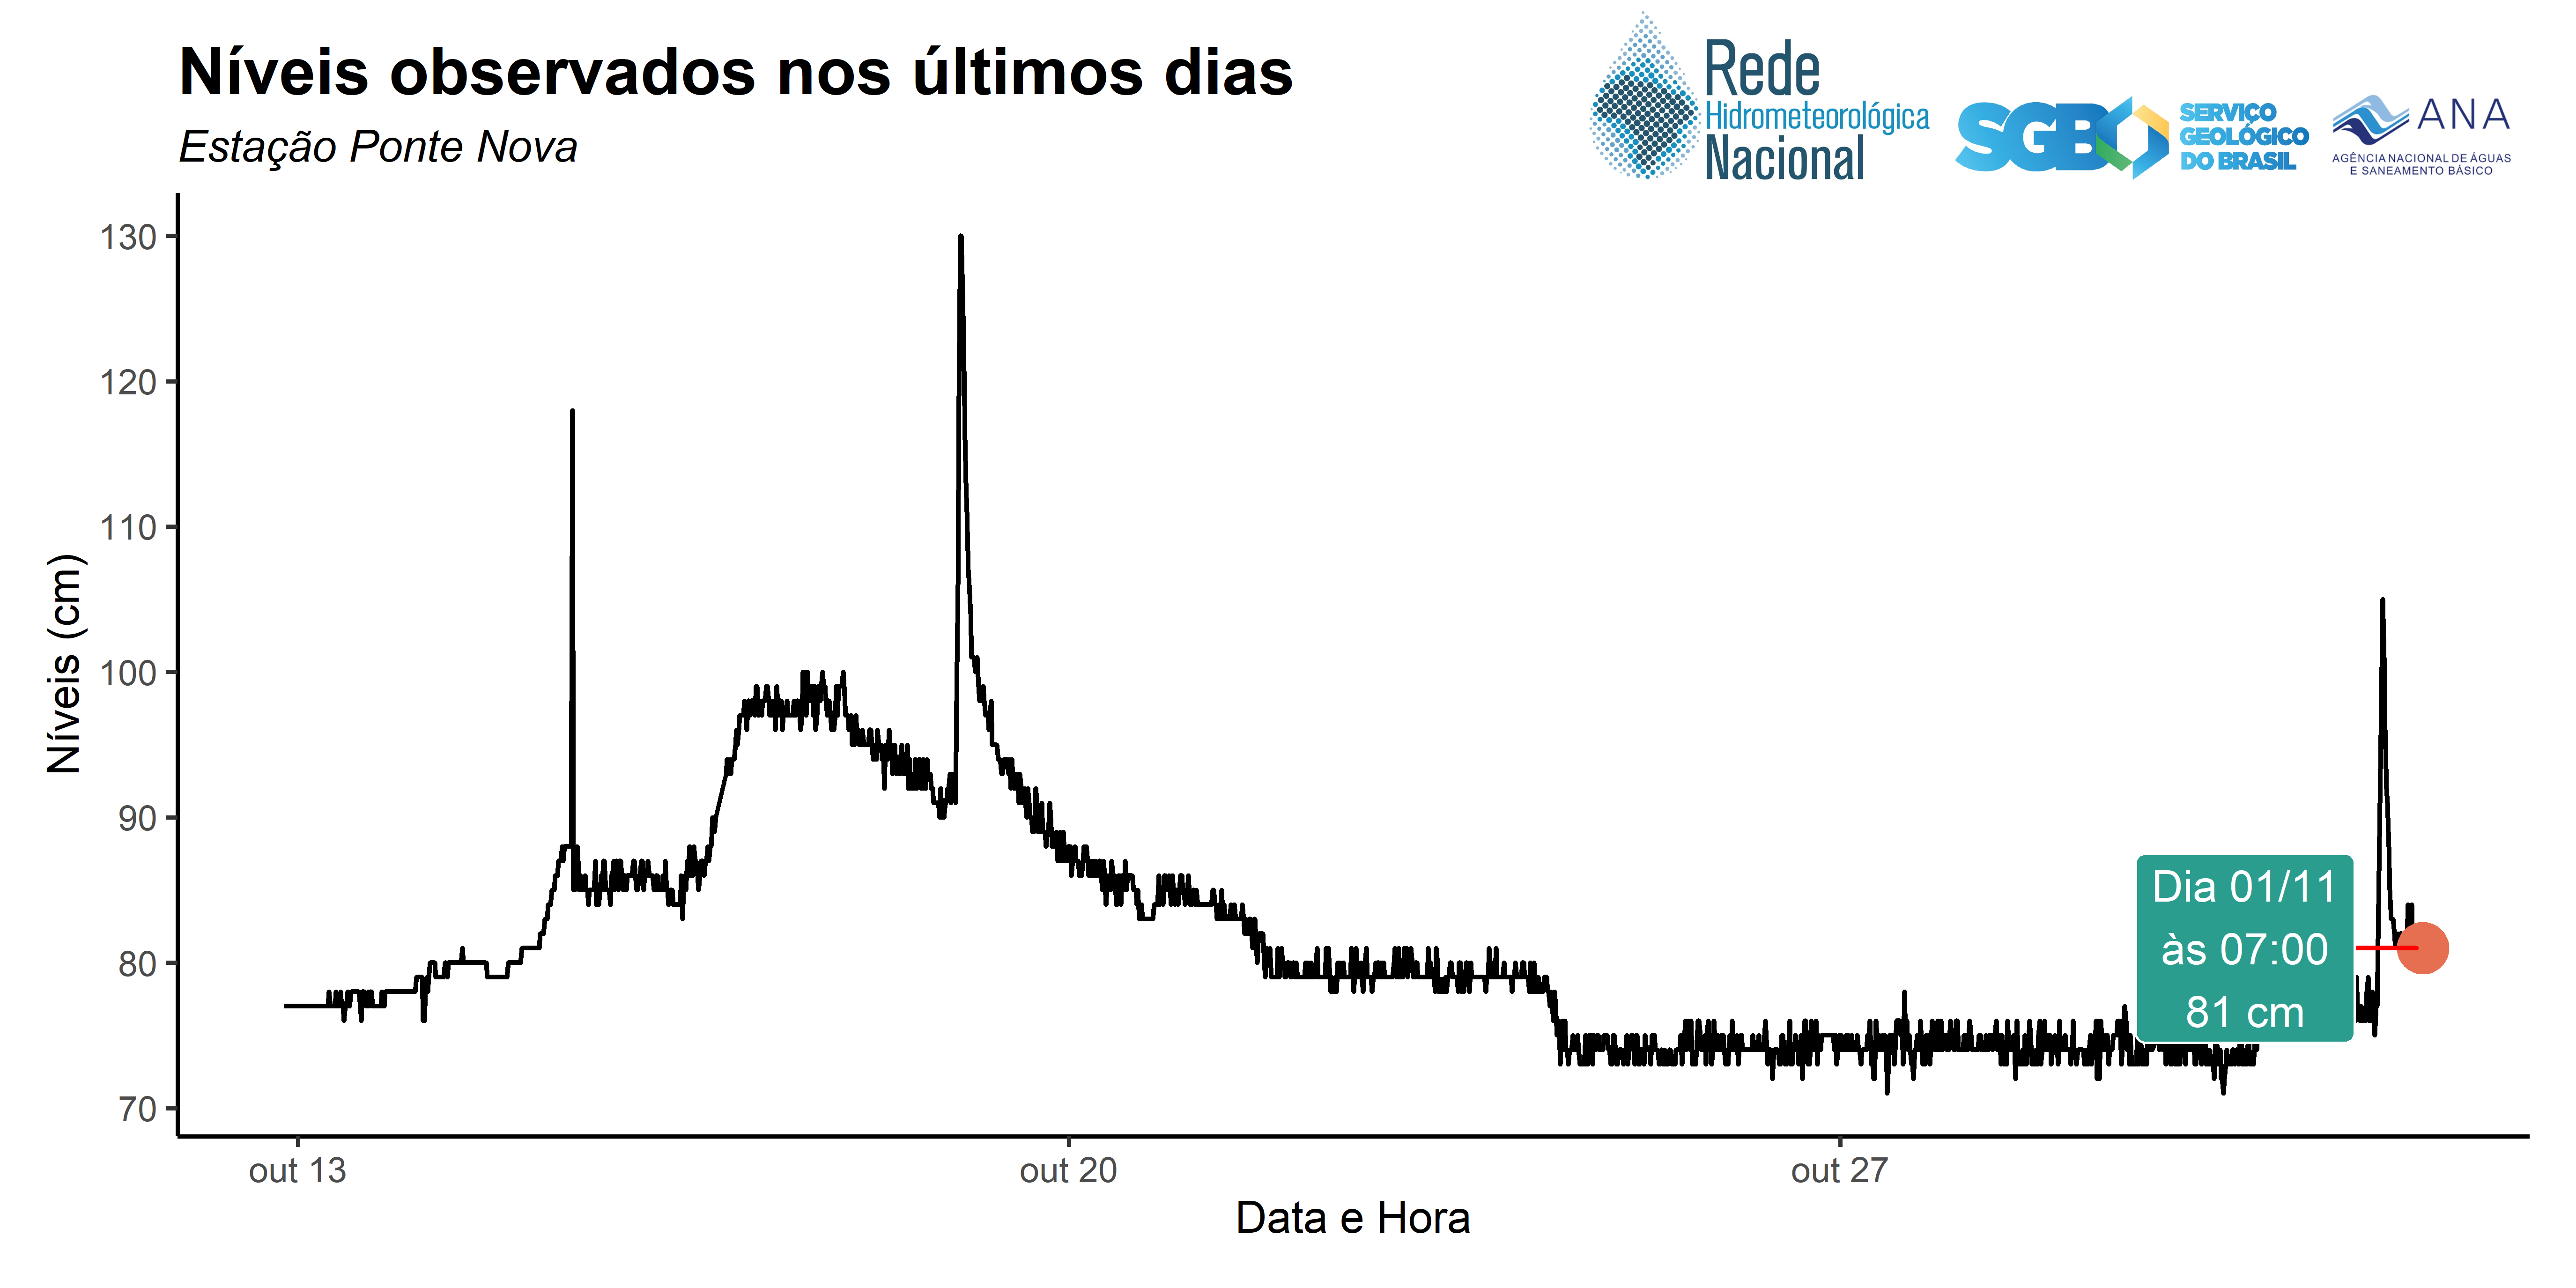 Níveis observados nos últimos dias
Estação Ponte Nova
Rede
Hidrometeorológica
Nacional
SGB
SERVIÇO
GEOLÓGICO
DO BRASIL
ANA
AGÊNCIA NACIONAL DE ÁGUAS
E SANEAMENTO BÁSICO
Níveis (cm)
130
120
110
100
90
80
70
Dia 01/11
às 07:00
81 cm
out 13
out 20
out 27
Data e Hora